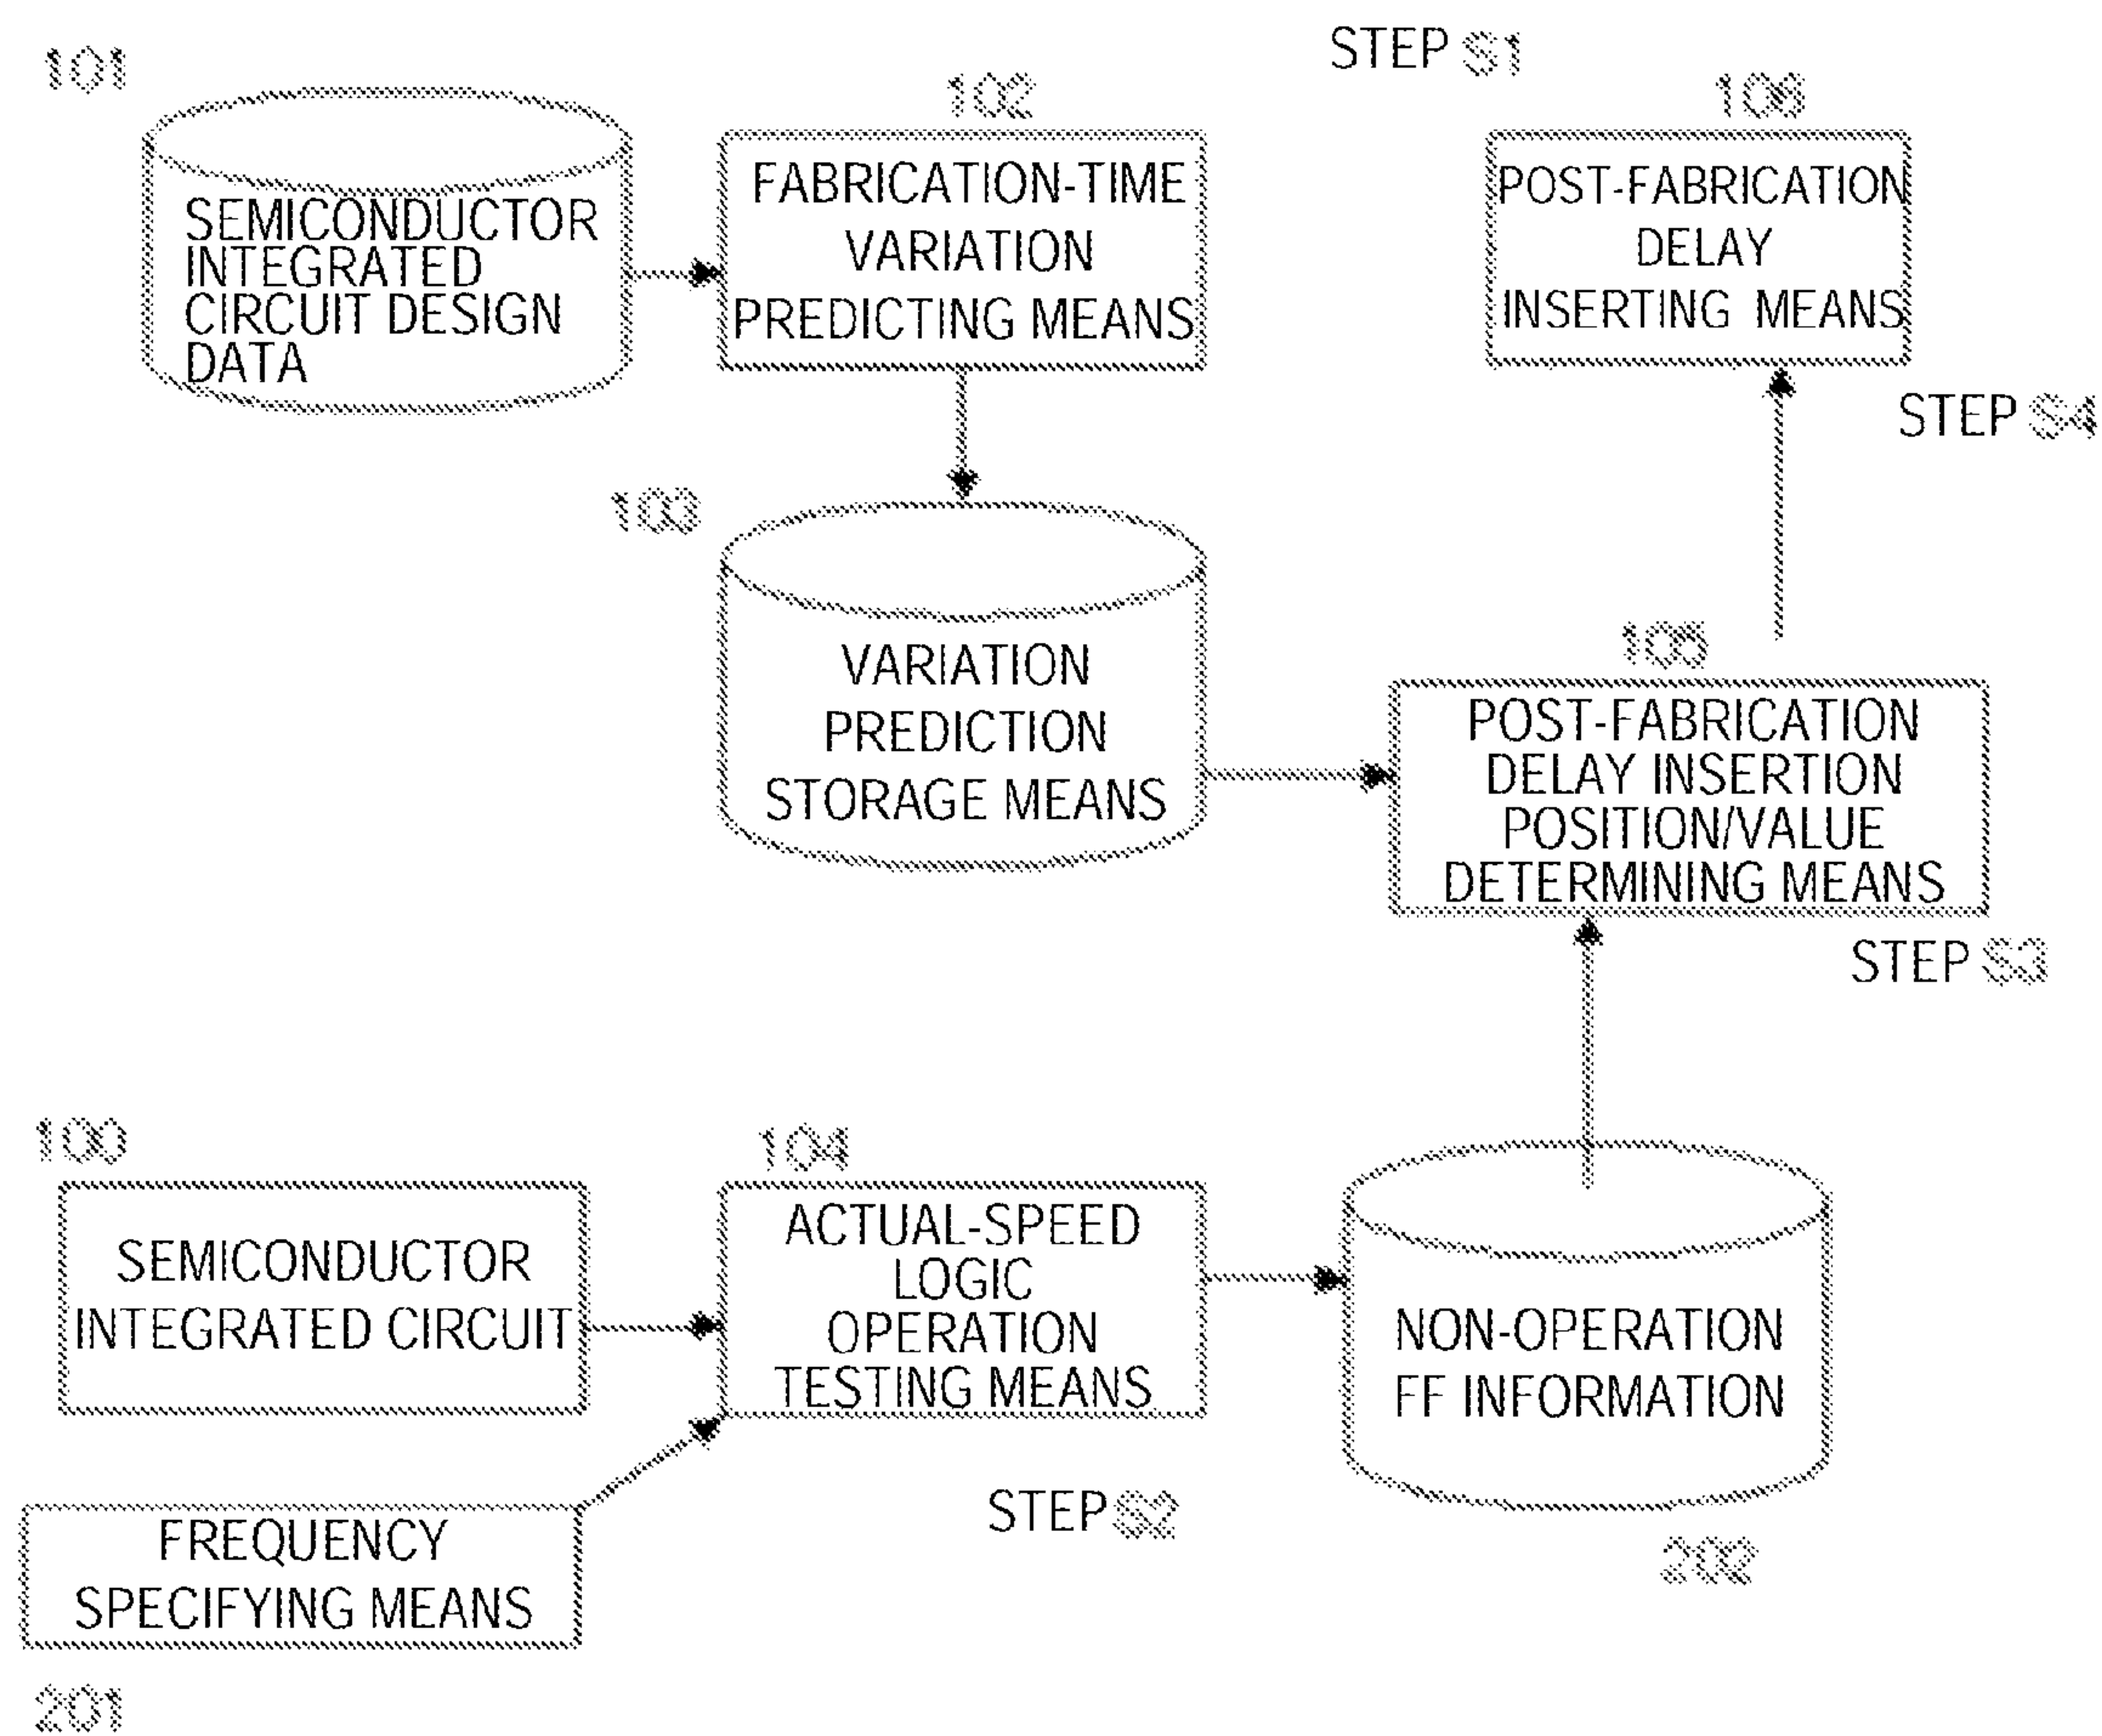 101
SEMICONDUCTOR
INTEGRATED
CIRCUIT DESIGN
DATA
102
FABRICATION-TIME
VARIATION
PREDICTING MEANS
STEP S1
106
POST-FABRICATION
DELAY
INSERTING MEANS
STEP S4
103
VARIATION
PREDICTION
STORAGE MEANS
105
POST-FABRICATION
DELAY INSERTION
POSITION/VALUE
DETERMINING MEANS
STEP S3
100
SEMICONDUCTOR
INTEGRATED CIRCUIT
104
ACTUAL-SPEED
LOGIC
OPERATION
TESTING MEANS
STEP S2
NON-OPERATION
FF INFORMATION
202
FREQUENCY
SPECIFYING MEANS
201